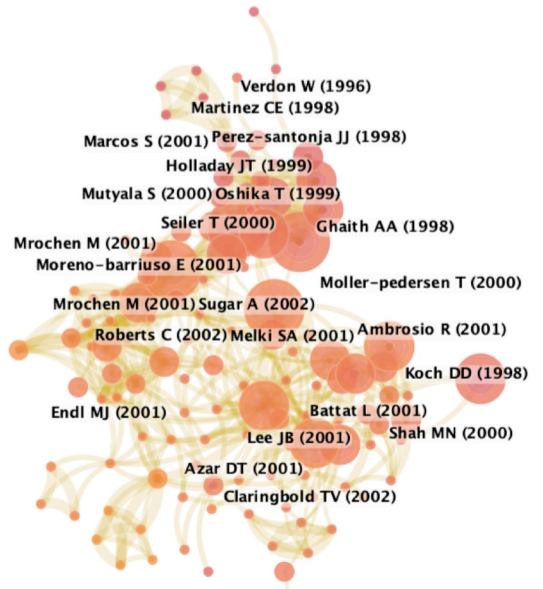 Verdon W (1996)
Martinez CE (1998)
Marcos S (2001) Perez-santonja JJ (1998)
Holladay JT (1999)
Mutyala S (2000) Oshika T (1999)
Seiler T (2000) Ghaith AA (1998)
Mrochen M (2001)
Moreno-barriuso E (2001)
Moller-pedersen T (2000)
Mrochen M (2001) Sugar A (2002)
Roberts C (2002) Melki SA (2001) Ambrosio R (2001)
Koch DD (1998)
Endl MJ (2001) Battat L (2001)
Lee JB (2001) Shah MN (2000)
Azar DT (2001)
Claringbold TV (2002)